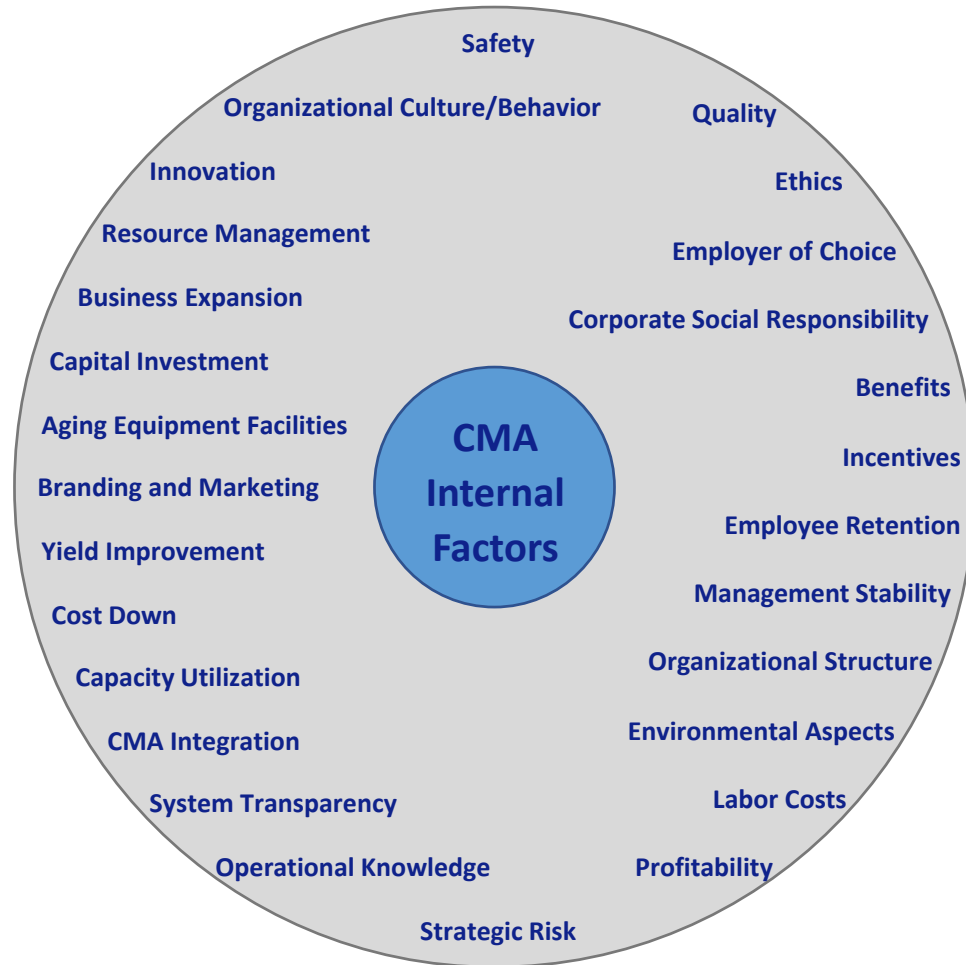 Safety
Organizational Culture/Behavior
Quality
Innovation
Ethics
Resource Management
Employer of Choice
Business Expansion
Corporate Social Responsibility
Capital Investment
Benefits
Aging Equipment Facilities
CMA
Internal
Factors
Incentives
Branding and Marketing
Employee Retention
Yield Improvement
Management Stability
Cost Down
Organizational Structure
Capacity Utilization
Environmental Aspects
CMA Integration
Labor Costs
System Transparency
Profitability
Operational Knowledge
Strategic Risk